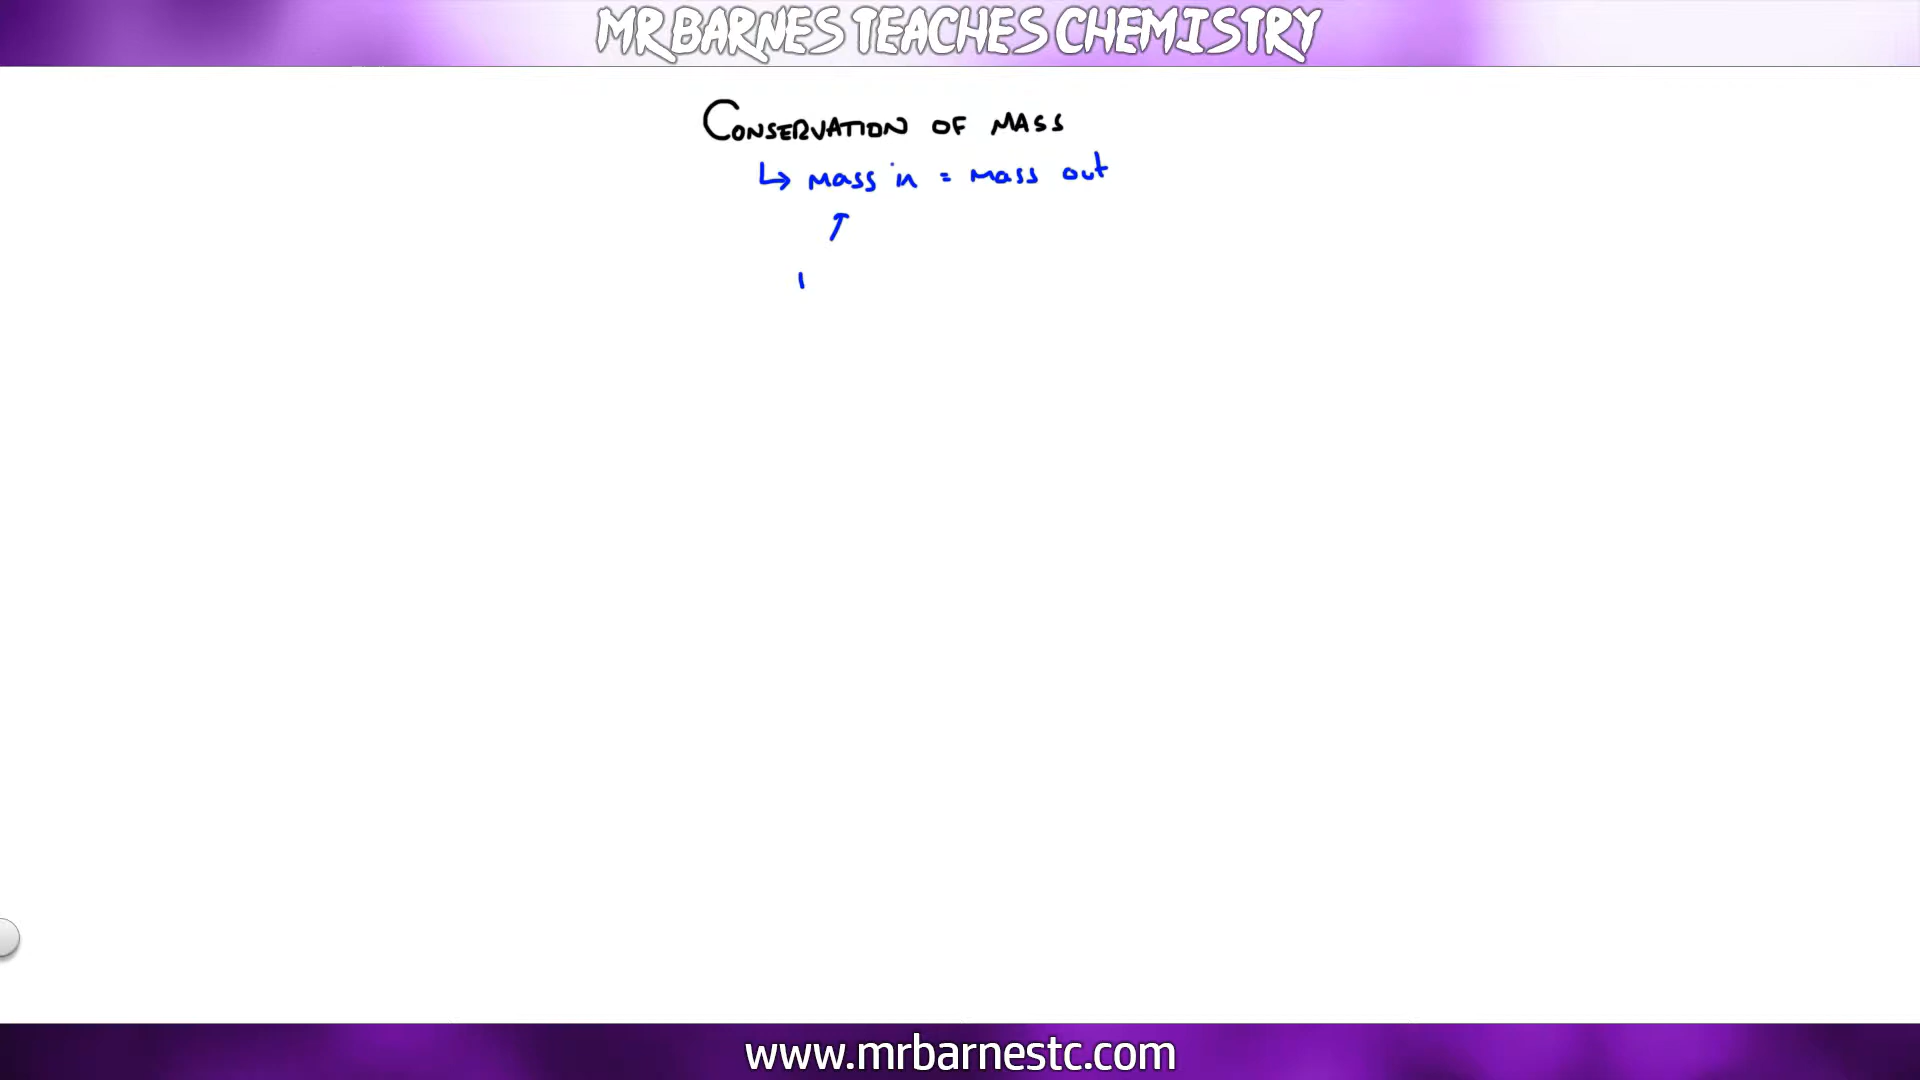 MR BARNES TEACHES CHEMISTRY
CONSERVATION OF MASS
↳ mass in = mass out
↑
www.mrbarnestc.com